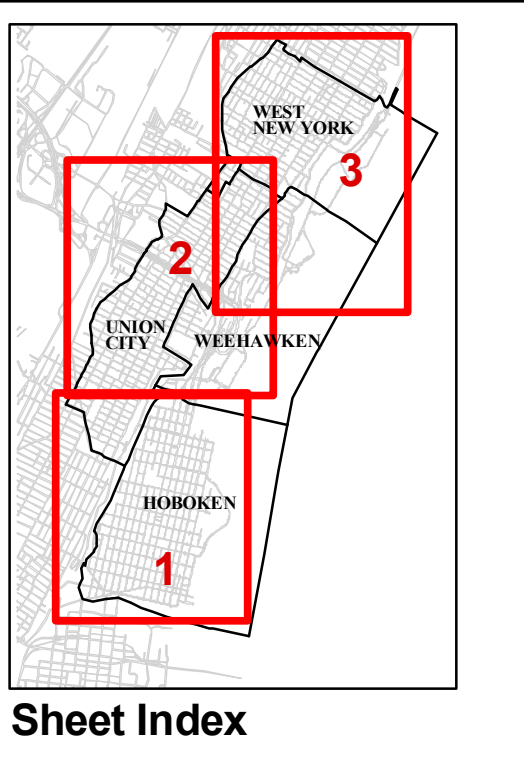 WEST
NEW YORK
3
2
UNION
CITY
WEEHAWKEN
HOBOKEN
1
Sheet Index